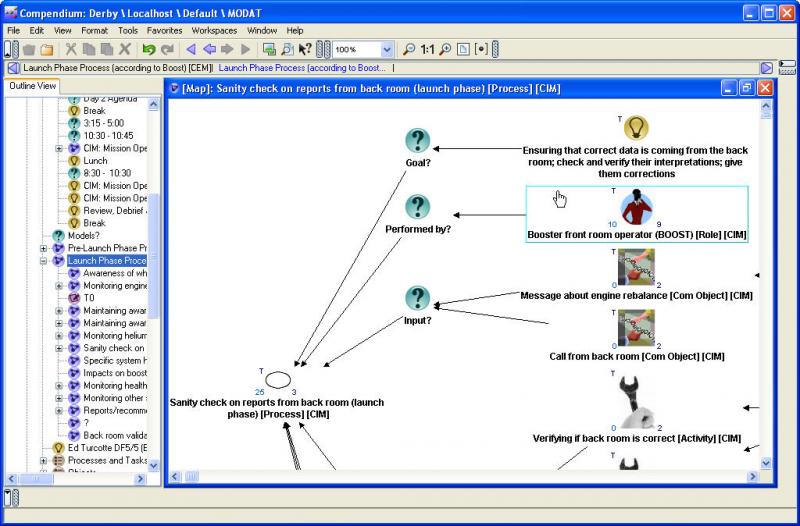 Compendium: Derby \ Localhost \ Default \ MODAT
File Edit View Format Tools Favorites Workspaces Window Help
100% 1:1
Launch Phase Process (according to Boost) [CEM]| Launch Phase Process [according to Boost... |
Outline View
Day 2 Agenda
Break
3:15 - 5:00
10:30 - 10:45
CIM: Mission Ope
Lunch
8:30 - 10:30
CIM: Mission Ope
CIM: Mission Ope
Review, Debrief
Break
Models?
Pre-Launch Phase Pr
Launch Phase Proce
Awareness of wh
Monitoring engine
T0
Maintaining awar
Maintaining awar
Monitoring helium
Sanity check on
Specific system h
Impacts on boost
Monitoring health
Monitoring other s
Reports/recomme
?
Back room valida
Ed Turcotte DF5/5 [E
Processes and Tasks
Objects
[Map]: Sanity check on reports from back room (launch phase) [Process] [CIM]
?
Goal?
T
Ensuring that correct data is coming from the back
room; check and verify their interpretations; give
them corrections
?
Performed by?
T
10 9
Booster front room operator (BOOST) [Role] [CIM]
?
Input?
T
0 2
Message about engine rebalance [Com Object] [CIM]
T
0 2
Call from back room [Com Object] [CIM]
T
25 3
Sanity check on reports from back room (launch
phase) [Process] [CIM]
T
0 2
Verifying if back room is correct [Activity] [CIM]
T